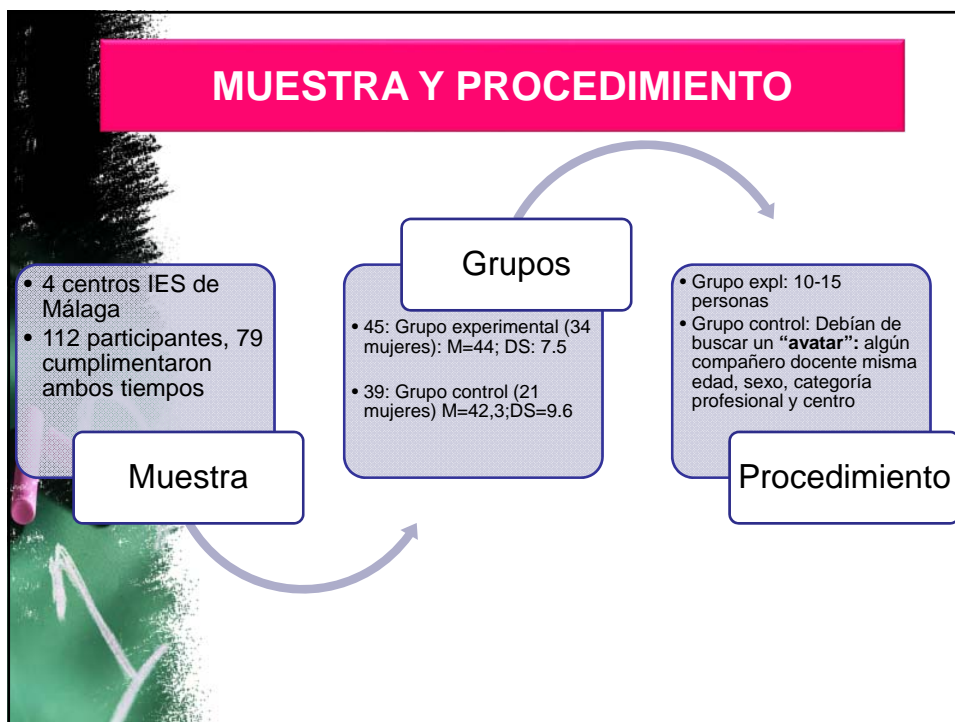 MUESTRA Y PROCEDIMIENTO
• 4 centros IES de
Málaga
• 112 participantes, 79
cumplimentaron
ambos tiempos
Muestra
Grupos
• 45: Grupo experimental (34
mujeres): M=44; DS: 7.5
• 39: Grupo control (21
mujeres) M=42,3;DS=9.6
• Grupo expl: 10-15
personas
• Grupo control: Debían de
buscar un “avatar”: algún
compañero docente misma
edad, sexo, categoría
profesional y centro
Procedimiento